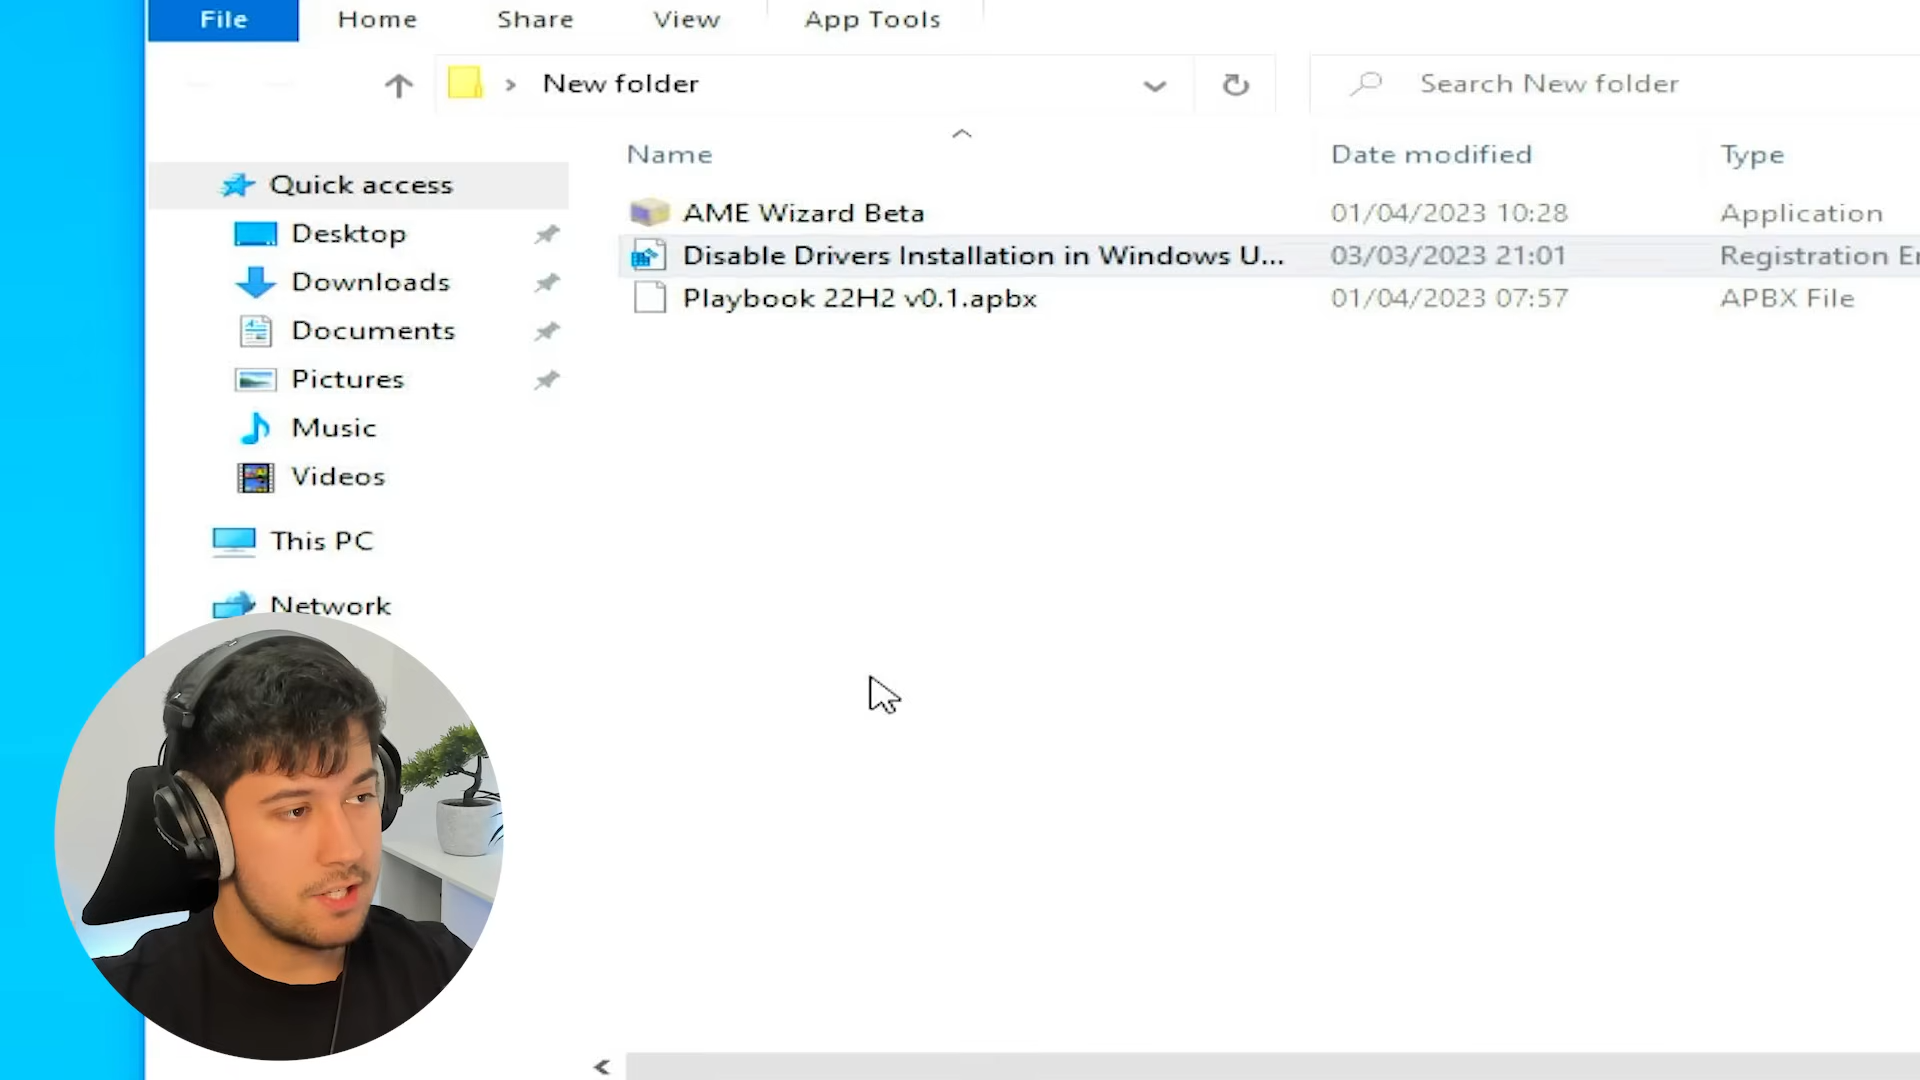 File Home Share View App Tools
New folder
Search New folder
Name Date modified Type
Quick access
Desktop
Downloads
Documents
Pictures
Music
Videos
This PC
Network
AME Wizard Beta 01/04/2023 10:28 Application
Disable Drivers Installation in Windows U... 03/03/2023 21:01 Registration Er
Playbook 22H2 v0.1.apbx 01/04/2023 07:57 APBX File